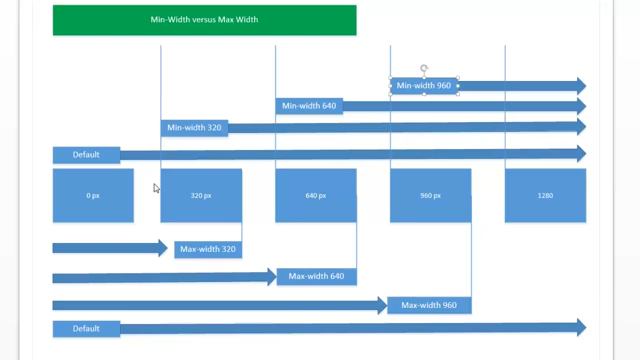 Min-Width versus Max Width
Min-width 960
Min-width 640
Min-width 320
Default
0 px
320 px
640 px
960 px
1280
Max-width 320
Max-width 640
Max-width 960
Default